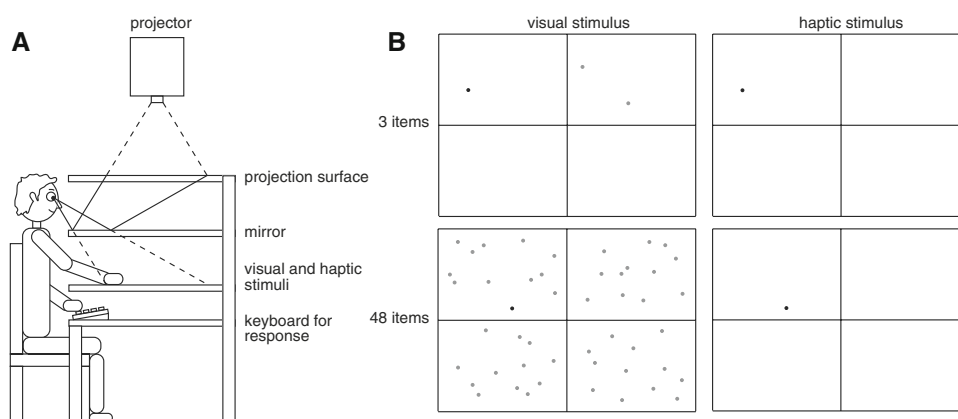 A
projector
projection surface
mirror
visual and haptic
stimuli
keyboard for
response
B
visual stimulus
haptic stimulus
3 items
48 items